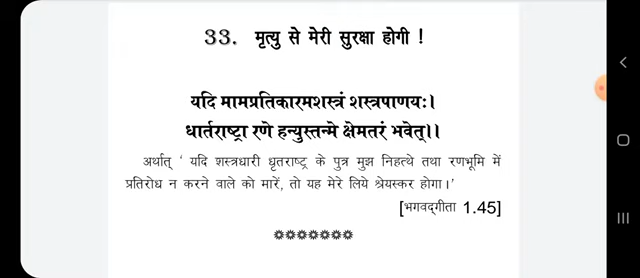 33. मृत्यु से मेरी सुरक्षा होगी !
यदि मामप्रतिकारमशस्त्रं शस्त्रपाणयः।
धार्तराष्ट्रा रणे हन्युस्तन्मे क्षेमतरं भवेत्।।
अर्थात् ‘ यदि शस्त्रधारी धृतराष्ट्र के पुत्र मुझ निहत्थे तथा रणभूमि में
प्रतिरोध न करने वाले को मारें, तो यह मेरे लिये श्रेयस्कर होगा।’
[भगवद्गीता 1.45]